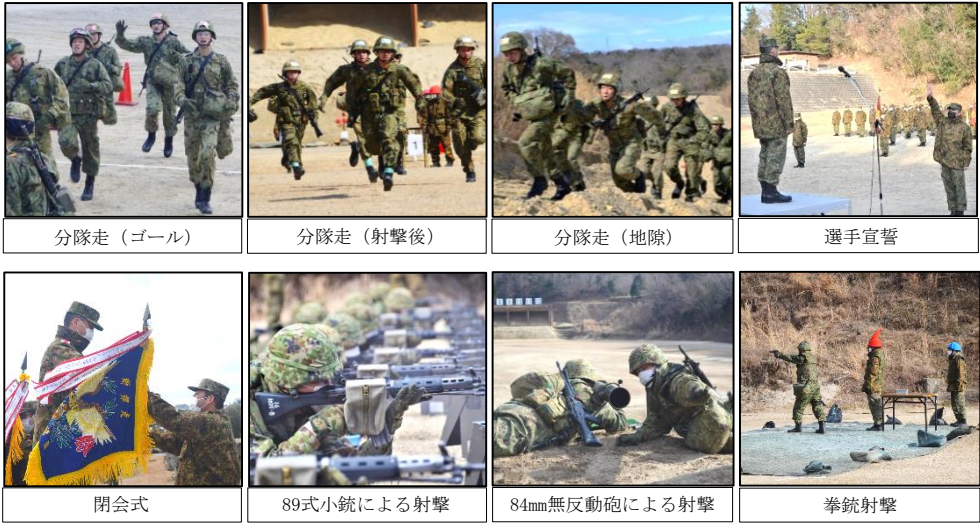 分隊走（ゴール）
分隊走（射撃後）
分隊走（地隙）
選手宣誓
閉会式
89式小銃による射撃
84㎜無反動砲による射撃
拳銃射撃